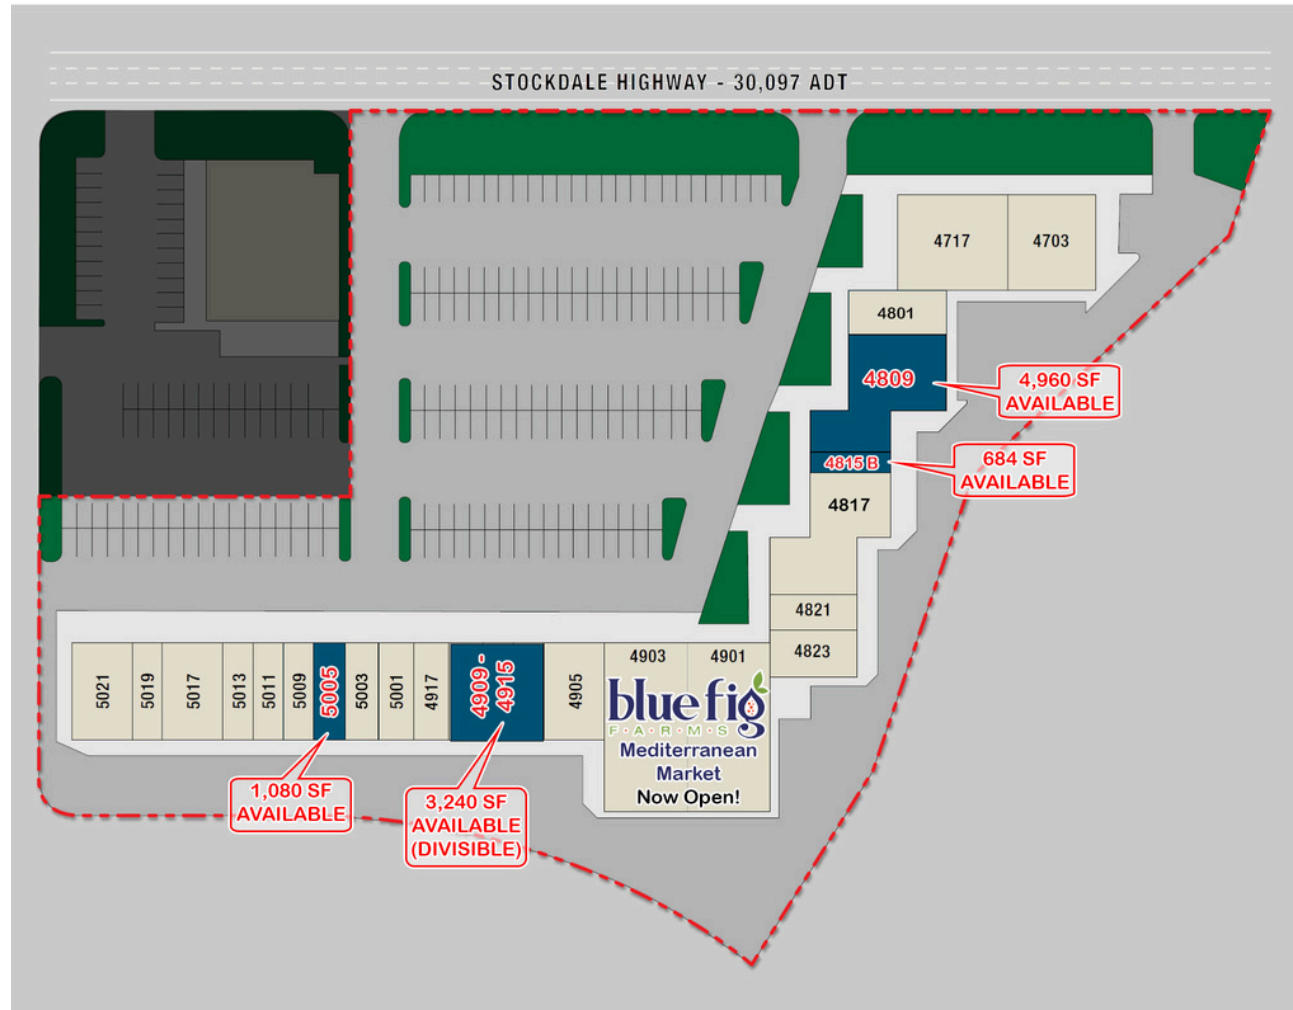 STOCKDALE HIGHWAY - 30,097 ADT
4717
4703
4801
4809
4,960 SF
AVAILABLE
4815 B
684 SF
AVAILABLE
4817
4821
4823
5021
5019
5017
5013
5011
5009
5005
5003
5001
4917
4909 -
4915
4905
4903
4901
blue fig
F·A·R·M·S
Mediterranean
Market
Now Open!
1,080 SF
AVAILABLE
3,240 SF
AVAILABLE
(DIVISIBLE)